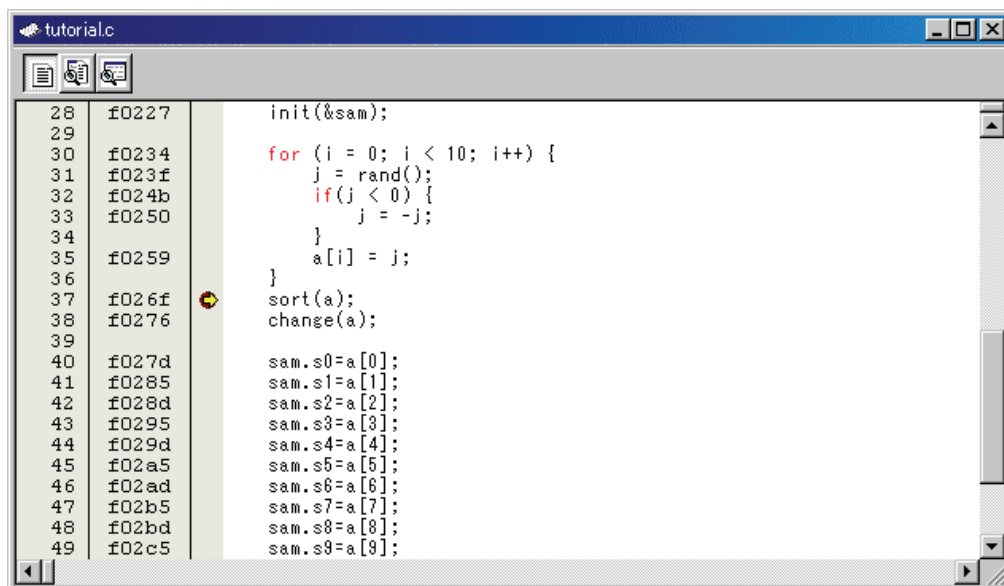 tutorial.c
28 f0227 init(&sam);
29
30 f0234 for (i = 0; i < 10; i++) {
31 f023f j = rand();
32 f024b if(j < 0) {
33 f0250 j = -j;
34 }
35 f0259 a[i] = j;
36 }
37 f026f sort(a);
38 f0276 change(a);
39
40 f027d sam.s0=a[0];
41 f0285 sam.s1=a[1];
42 f028d sam.s2=a[2];
43 f0295 sam.s3=a[3];
44 f029d sam.s4=a[4];
45 f02a5 sam.s5=a[5];
46 f02ad sam.s6=a[6];
47 f02b5 sam.s7=a[7];
48 f02bd sam.s8=a[8];
49 f02c5 sam.s9=a[9];